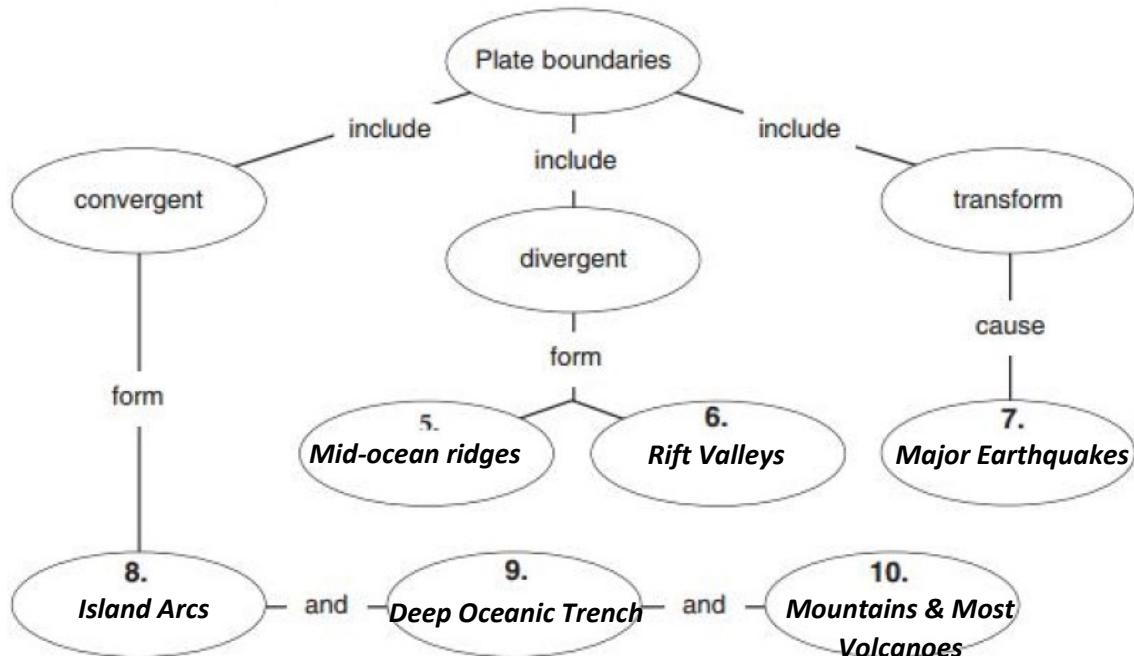 Plate boundaries
include
include
include
convergent
divergent
transform
form
form
cause
5.
Mid-ocean ridges
6.
Rift Valleys
7.
Major Earthquakes
8.
Island Arcs
and
9.
Deep Oceanic Trench
and
10.
Mountains & Most
Volcanoes